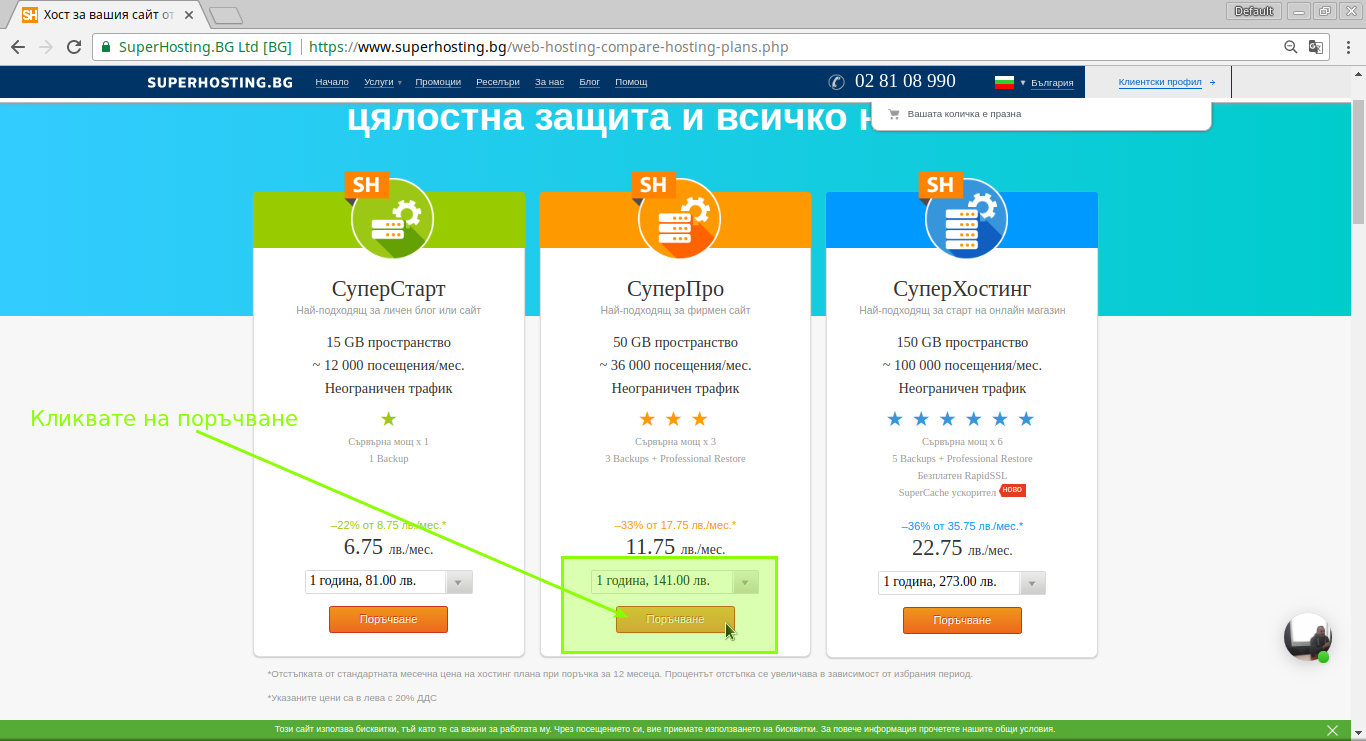 SH Хост за вашия сайт от
Default
SuperHosting.BG Ltd [BG] https://www.superhosting.bg/web-hosting-compare-hosting-plans.php
SUPERHOSTING.BG Начало Услуги Промоции Реселъри За нас Блог Помощ 02 81 08 990 България Клиентски профил
Вашата количка е празна
цялостна защита и всичко
SH
СуперСтарт
Най-подходящ за личен блог или сайт
15 GB пространство
~ 12 000 посещения/мес.
Неограничен трафик
Сървърна мощ x 1
1 Backup
–22% от 8.75 лв./мес.*
6.75 лв./мес.
1 година, 81.00 лв.
Поръчване
SH
СуперПро
Най-подходящ за фирмен сайт
50 GB пространство
~ 36 000 посещения/мес.
Неограничен трафик
Сървърна мощ x 3
3 Backups + Professional Restore
–33% от 17.75 лв./мес.*
11.75 лв./мес.
1 година, 141.00 лв.
Поръчване
SH
СуперХостинг
Най-подходящ за старт на онлайн магазин
150 GB пространство
~ 100 000 посещения/мес.
Неограничен трафик
Сървърна мощ x 6
5 Backups + Professional Restore
Безплатен RapidSSL
SuperCache ускорител НОВО
–36% от 35.75 лв./мес.*
22.75 лв./мес.
1 година, 273.00 лв.
Поръчване
Кликвате на поръчване
*Отстъпката от стандартната месечна цена на хостинг плана при поръчка за 12 месеца. Процентът отстъпка се увеличава в зависимост от избрания период.
*Указаните цени са в лева с 20% ДДС
Този сайт използва бисквитки, тъй като те са важни за работата му. Чрез посещението си, вие приемате използването на бисквитки. За повече информация прочетете нашите общи условия.